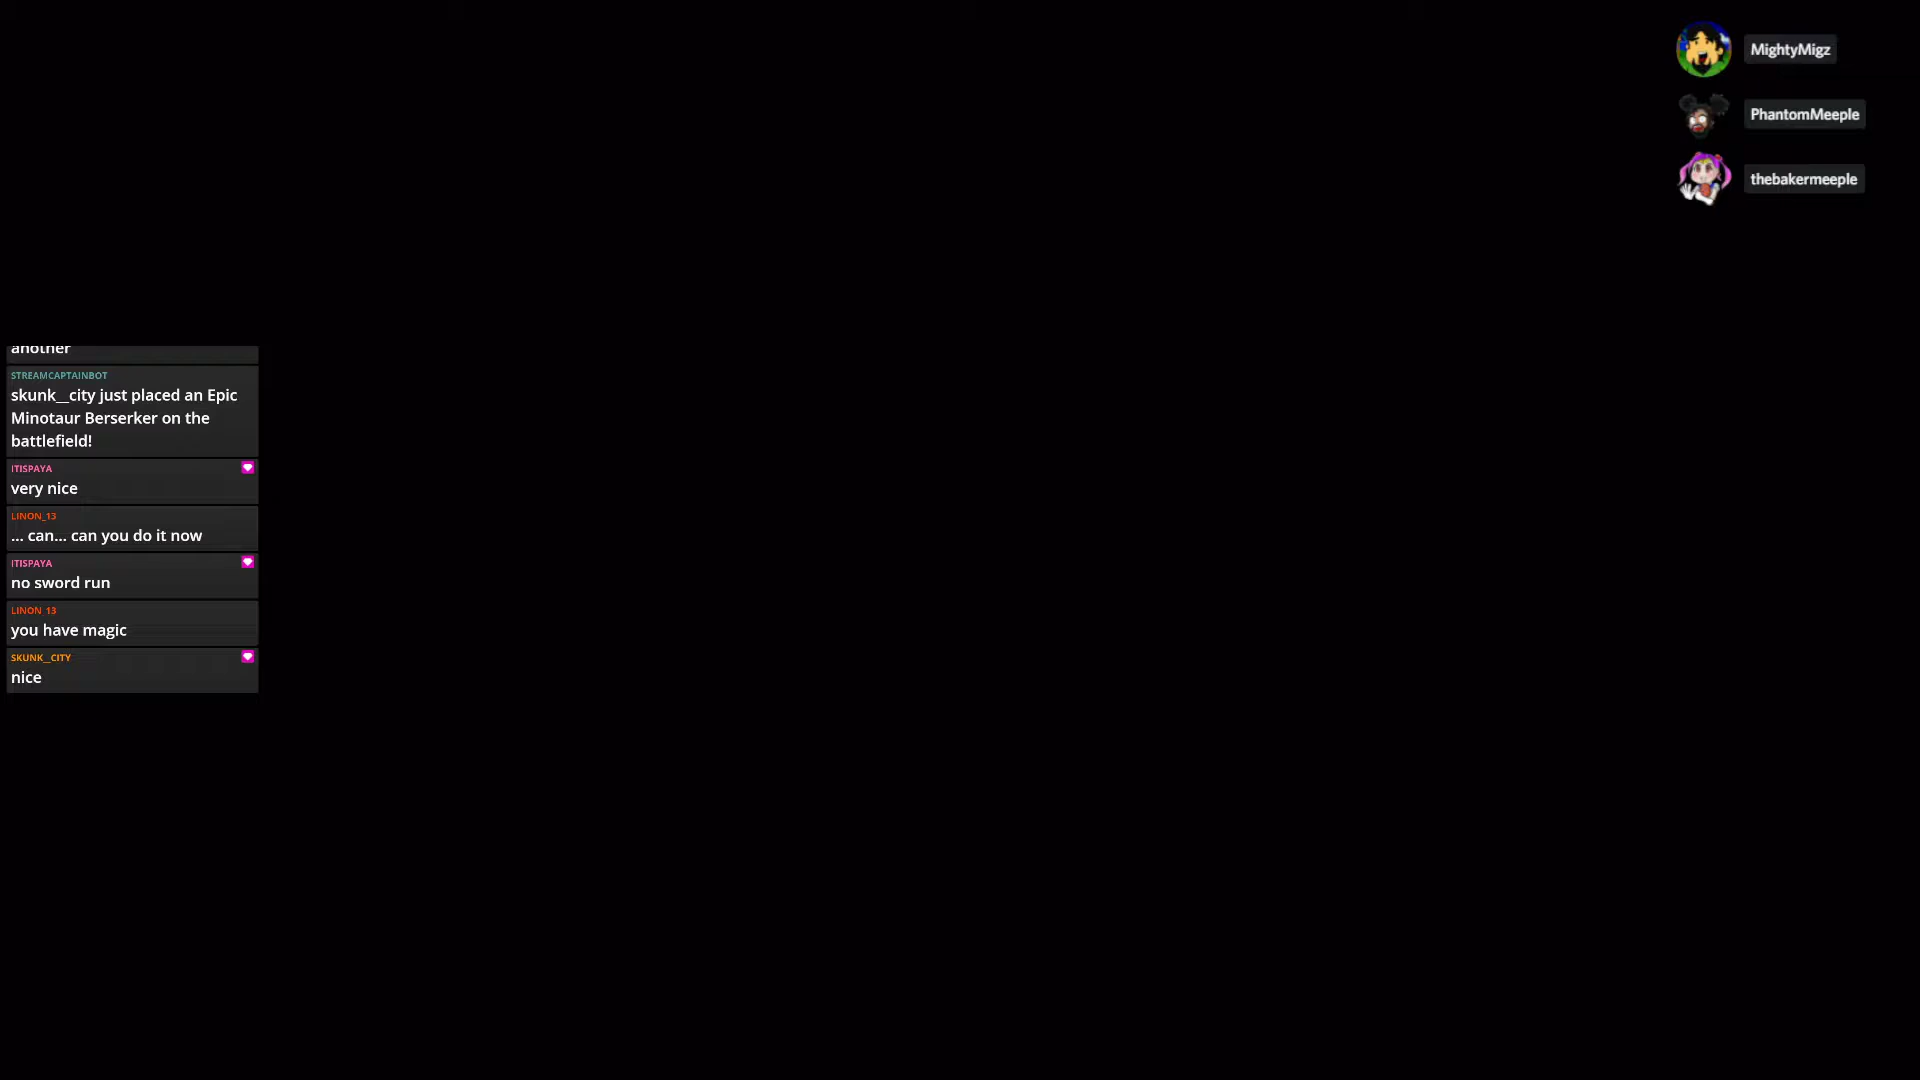 MightyMigz
PhantomMeeple
thebakermeeple
another
STREAMCAPTAINBOT
skunk__city just placed an Epic
Minotaur Berserker on the
battlefield!
ITISPAYA
very nice
LINON_13
... can... can you do it now
ITISPAYA
no sword run
LINON_13
you have magic
SKUNK__CITY
nice